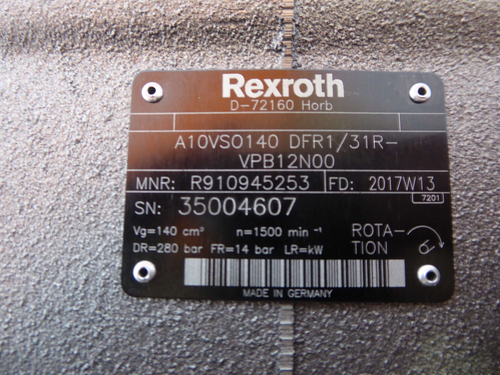 Rexroth
D-72160 Horb
A10VSO140 DFR1/31R-
VPB12N00
MNR: R910945253 FD: 2017W13
7201
SN: 35004607
Vg=140 cm³ n=1500 min⁻¹ ROTA-
DR=280 bar FR=14 bar LR=kW TION
MADE IN GERMANY